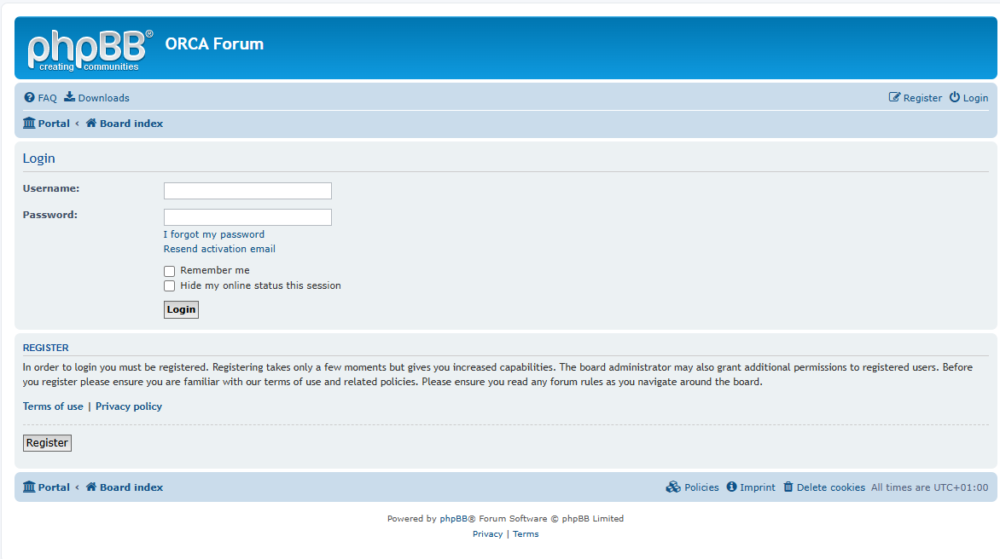 phpBB® ORCA Forum
creating communities
FAQ Downloads Register Login
Portal ‹ Board index
Login
Username:
Password:
I forgot my password
Resend activation email
Remember me
Hide my online status this session
Login
REGISTER
In order to login you must be registered. Registering takes only a few moments but gives you increased capabilities. The board administrator may also grant additional permissions to registered users. Before
you register please ensure you are familiar with our terms of use and related policies. Please ensure you read any forum rules as you navigate around the board.
Terms of use | Privacy policy
Register
Portal ‹ Board index Policies Imprint Delete cookies All times are UTC+01:00
Powered by phpBB® Forum Software © phpBB Limited
Privacy | Terms